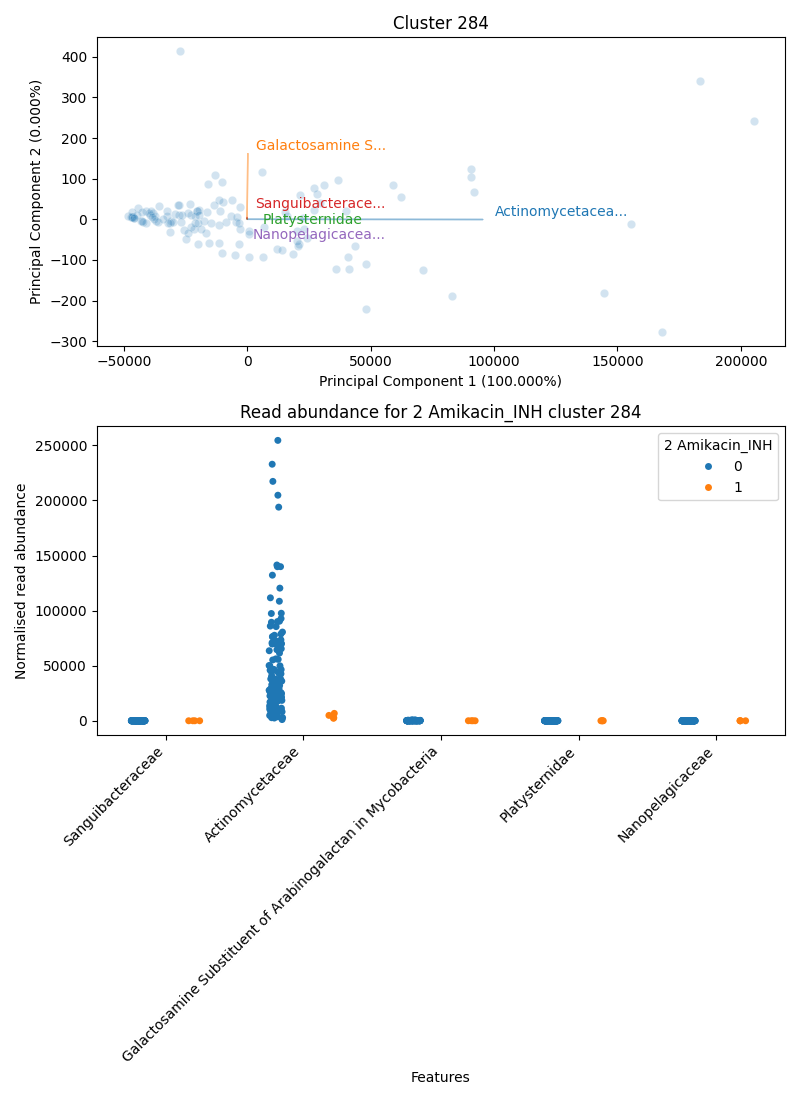 Cluster 284
400
300
200
100
0
−100
−200
−300
Principal Component 2 (0.000%)
Galactosamine S...
Sanguibacterace...
Platysternidae
Nanopelagicacea...
Actinomycetacea...
−50000 0 50000 100000 150000 200000
Principal Component 1 (100.000%)
Read abundance for 2 Amikacin_INH cluster 284
250000
200000
150000
100000
50000
0
Normalised read abundance
2 Amikacin_INH
0
1
Sanguibacteraceae
Actinomycetaceae
Galactosamine Substituent of Arabinogalactan in Mycobacteria
Platysternidae
Nanopelagicaceae
Features